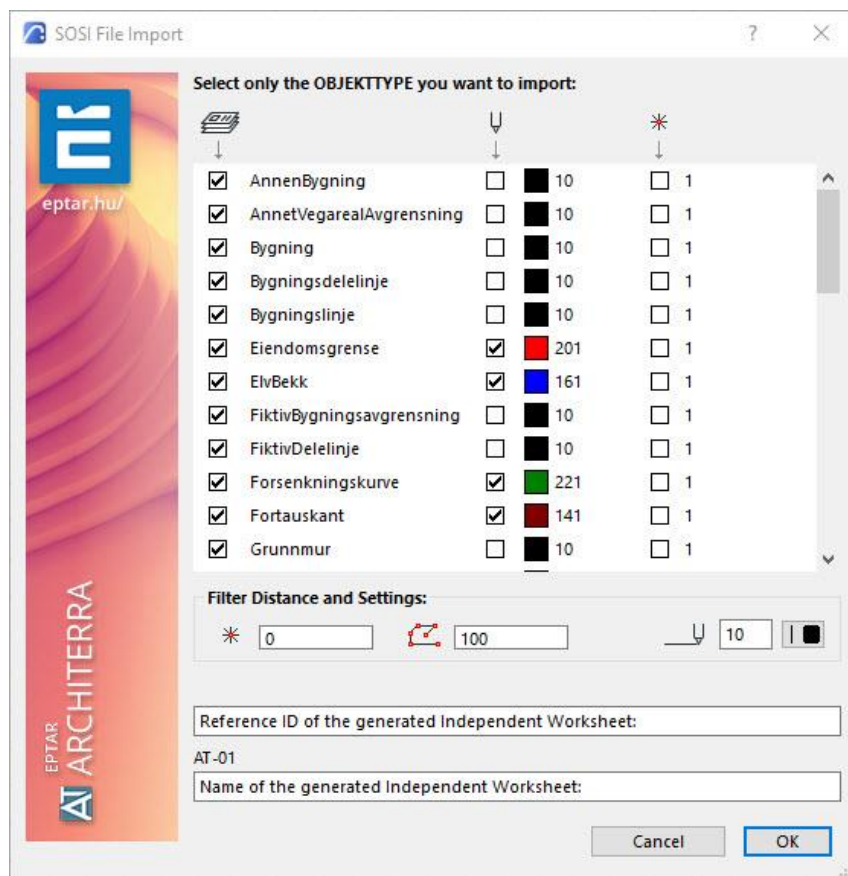 SOSI File Import
eptar.hu/
EPTAR
ARCHITERRA
AT
Select only the OBJEKTTYPE you want to import:
AnnenBygning 10 1
AnnetVegarealAvgrensning 10 1
Bygning 10 1
Bygningsdelelinje 10 1
Bygningslinje 10 1
Eiendomsgrense 201 1
ElvBekk 161 1
FiktivBygningsavgrensning 10 1
FiktivDelelinje 10 1
Forsenkningskurve 221 1
Fortauskant 141 1
Grunnmur 10 1
Filter Distance and Settings:
0 100 10
Reference ID of the generated Independent Worksheet:
AT-01
Name of the generated Independent Worksheet:
Cancel OK